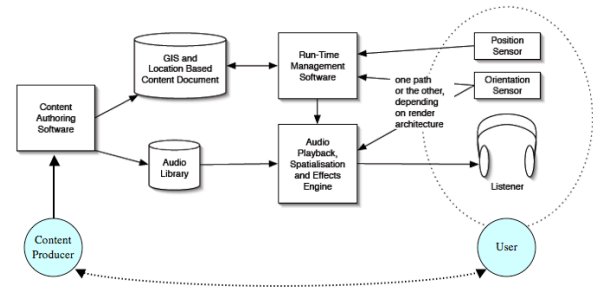 GIS and
Location Based
Content Document
Run-Time
Management
Software
Position
Sensor
Orientation
Sensor
one path
or the other,
depending
on render
architecture
Content
Authoring
Software
Audio
Library
Audio
Playback,
Spatialisation
and Effects
Engine
Listener
Content
Producer
User